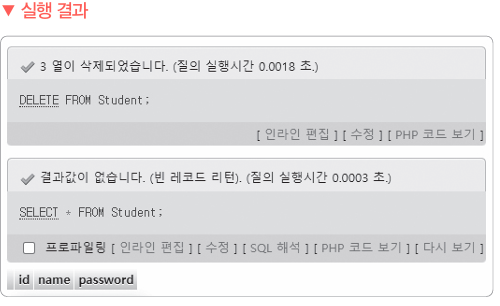 ▼ 실행 결과
3 열이 삭제되었습니다. (질의 실행시간 0.0018 초.)
DELETE FROM Student;
[ 인라인 편집 ] [ 수정 ] [ PHP 코드 보기 ]
결과값이 없습니다. (빈 레코드 리턴). (질의 실행시간 0.0003 초.)
SELECT * FROM Student;
프로파일링 [ 인라인 편집 ] [ 수정 ] [ SQL 해석 ] [ PHP 코드 보기 ] [ 다시 보기 ]
id name password